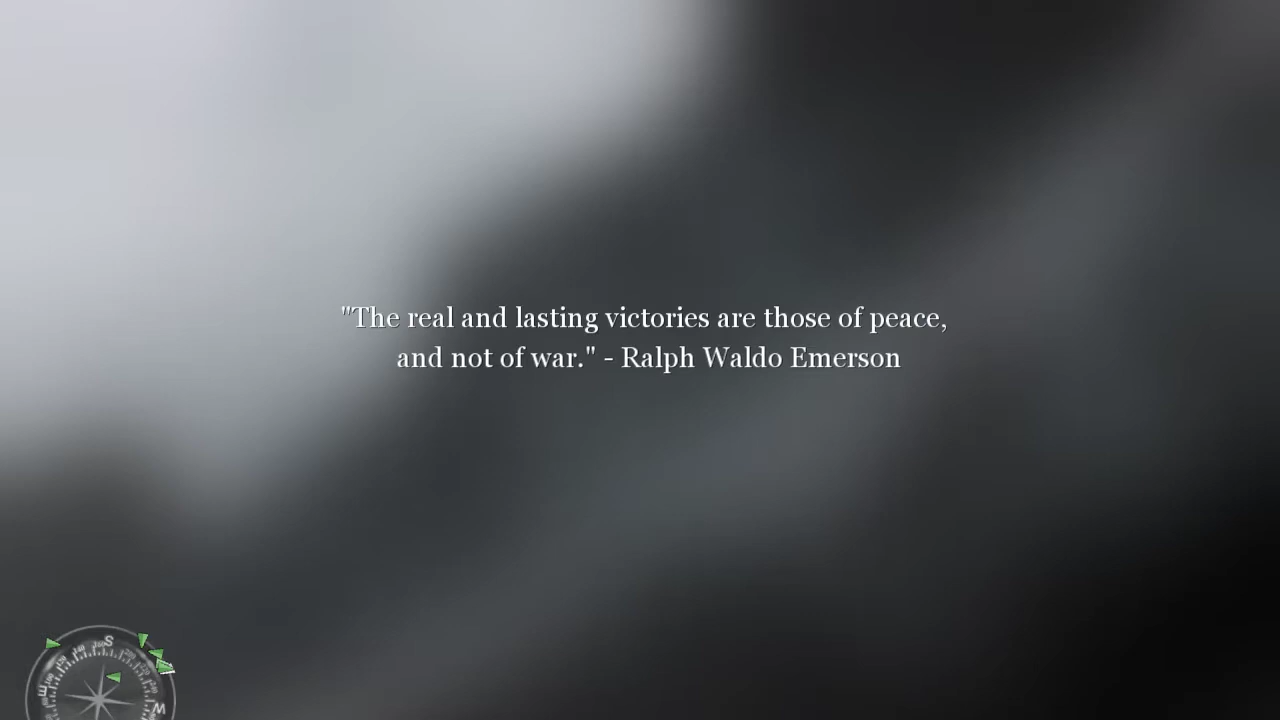 "The real and lasting victories are those of peace,
and not of war." - Ralph Waldo Emerson
S
E
W